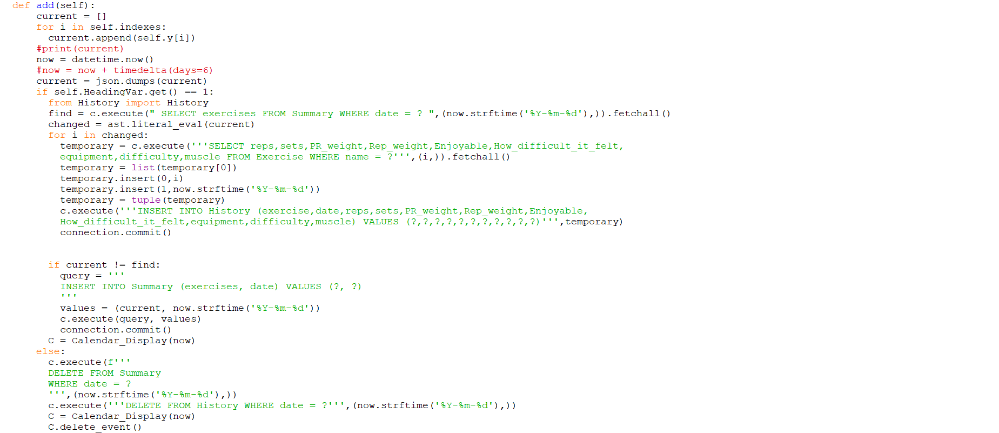 def add(self):
    current = []
    for i in self.indexes:
      current.append(self.y[i])
    #print(current)
    now = datetime.now()
    #now = now + timedelta(days=6)
    current = json.dumps(current)
    if self.HeadingVar.get() == 1:
      from History import History
      find = c.execute(" SELECT exercises FROM Summary WHERE date = ? ",(now.strftime('%Y-%m-%d'),)).fetchall()
      changed = ast.literal_eval(current)
      for i in changed:
        temporary = c.execute('''SELECT reps,sets,PR_weight,Rep_weight,Enjoyable,How_difficult_it_felt,
        equipment,difficulty,muscle FROM Exercise WHERE name = ?''',(i,)).fetchall()
        temporary = list(temporary[0])
        temporary.insert(0,i)
        temporary.insert(1,now.strftime('%Y-%m-%d'))
        temporary = tuple(temporary)
        c.execute('''INSERT INTO History (exercise,date,reps,sets,PR_weight,Rep_weight,Enjoyable,
        How_difficult_it_felt,equipment,difficulty,muscle) VALUES (?,?,?,?,?,?,?,?,?,?,?)''',temporary)
        connection.commit()
      if current != find:
        query = '''
        INSERT INTO Summary (exercises, date) VALUES (?, ?)
        '''
        values = (current, now.strftime('%Y-%m-%d'))
        c.execute(query, values)
        connection.commit()
      C = Calendar_Display(now)
    else:
      c.execute(f'''
      DELETE FROM Summary
      WHERE date = ?
      ''',(now.strftime('%Y-%m-%d'),))
      c.execute('''DELETE FROM History WHERE date = ?''',(now.strftime('%Y-%m-%d'),))
      C = Calendar_Display(now)
      C.delete_event()